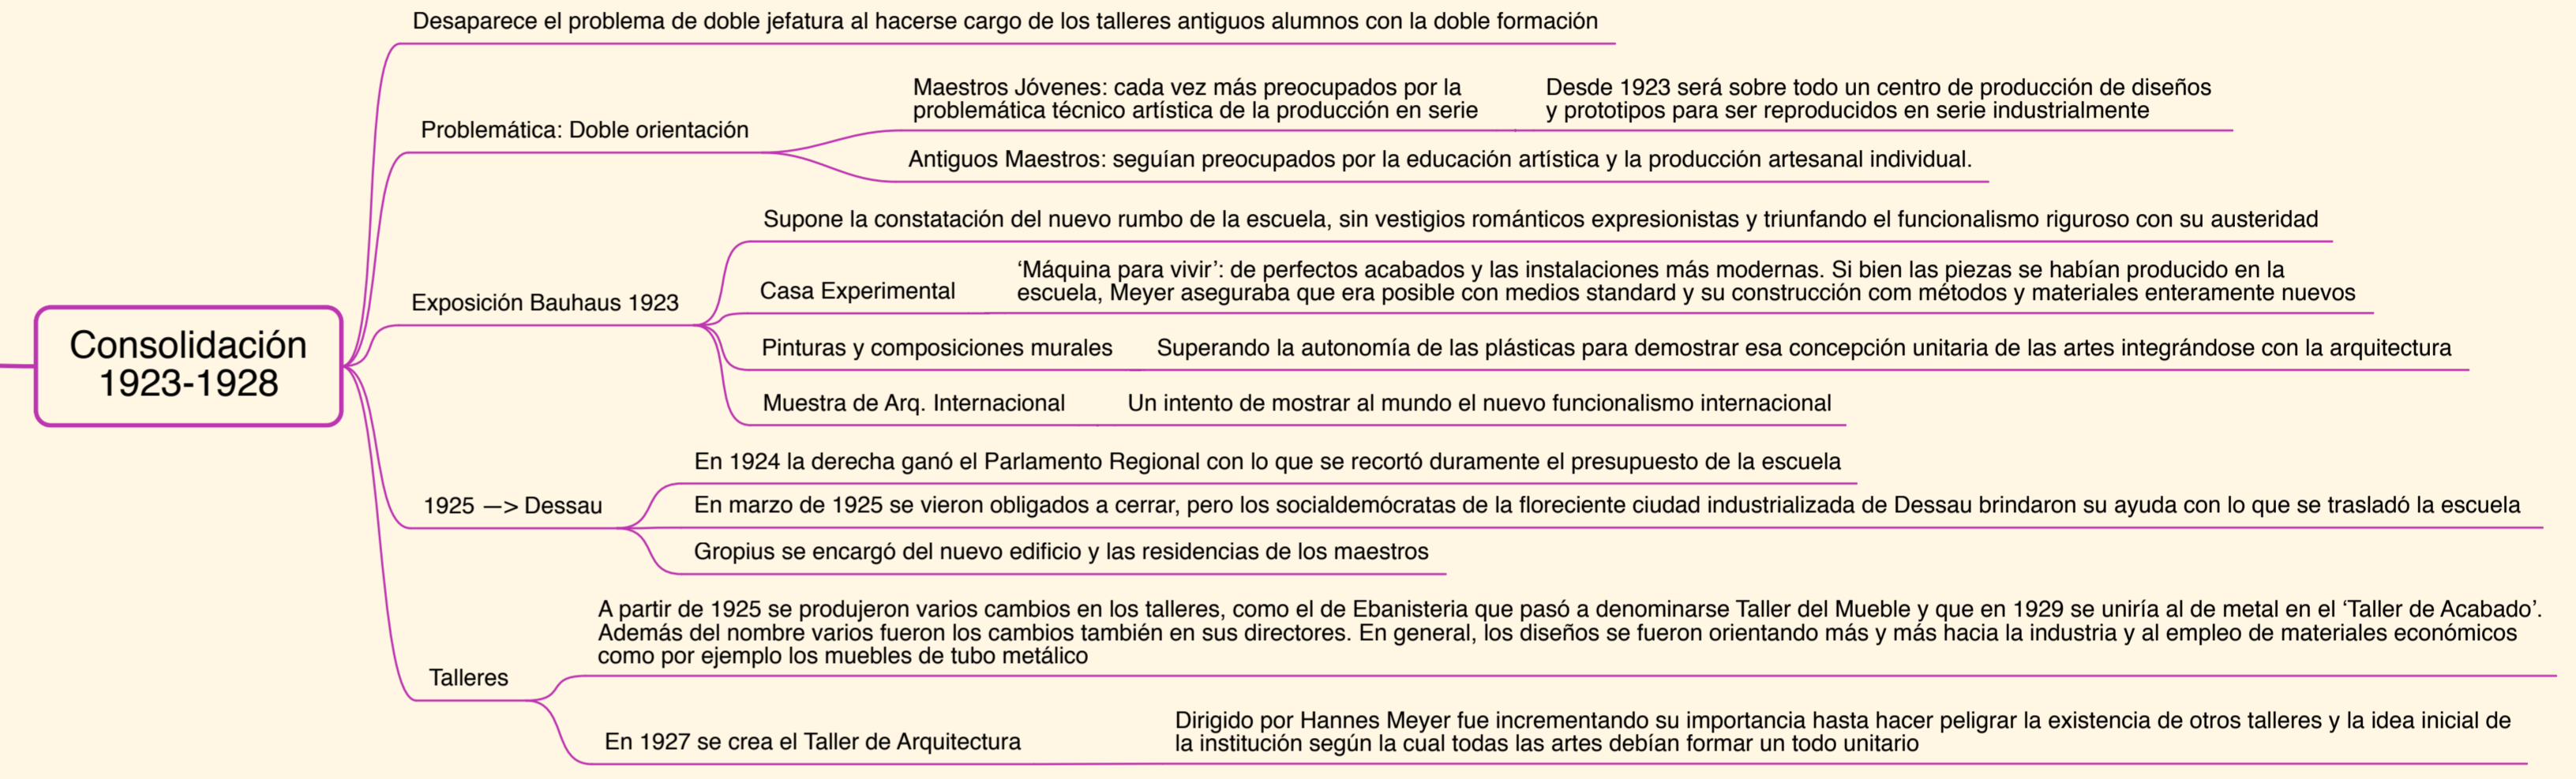 Consolidación
1923-1928
Desaparece el problema de doble jefatura al hacerse cargo de los talleres antiguos alumnos con la doble formación
Problemática: Doble orientación
Maestros Jóvenes: cada vez más preocupados por la
problemática técnico artística de la producción en serie
Desde 1923 será sobre todo un centro de producción de diseños
y prototipos para ser reproducidos en serie industrialmente
Antiguos Maestros: seguían preocupados por la educación artística y la producción artesanal individual.
Exposición Bauhaus 1923
Supone la constatación del nuevo rumbo de la escuela, sin vestigios románticos expresionistas y triunfando el funcionalismo riguroso con su austeridad
Casa Experimental
‘Máquina para vivir’: de perfectos acabados y las instalaciones más modernas. Si bien las piezas se habían producido en la
escuela, Meyer aseguraba que era posible con medios standard y su construcción com métodos y materiales enteramente nuevos
Pinturas y composiciones murales
Superando la autonomía de las plásticas para demostrar esa concepción unitaria de las artes integrándose con la arquitectura
Muestra de Arq. Internacional
Un intento de mostrar al mundo el nuevo funcionalismo internacional
1925 —> Dessau
En 1924 la derecha ganó el Parlamento Regional con lo que se recortó duramente el presupuesto de la escuela
En marzo de 1925 se vieron obligados a cerrar, pero los socialdemócratas de la floreciente ciudad industrializada de Dessau brindaron su ayuda con lo que se trasladó la escuela
Gropius se encargó del nuevo edificio y las residencias de los maestros
Talleres
A partir de 1925 se produjeron varios cambios en los talleres, como el de Ebanisteria que pasó a denominarse Taller del Mueble y que en 1929 se uniría al de metal en el ‘Taller de Acabado’.
Además del nombre varios fueron los cambios también en sus directores. En general, los diseños se fueron orientando más y más hacia la industria y al empleo de materiales económicos
como por ejemplo los muebles de tubo metálico
En 1927 se crea el Taller de Arquitectura
Dirigido por Hannes Meyer fue incrementando su importancia hasta hacer peligrar la existencia de otros talleres y la idea inicial de
la institución según la cual todas las artes debían formar un todo unitario